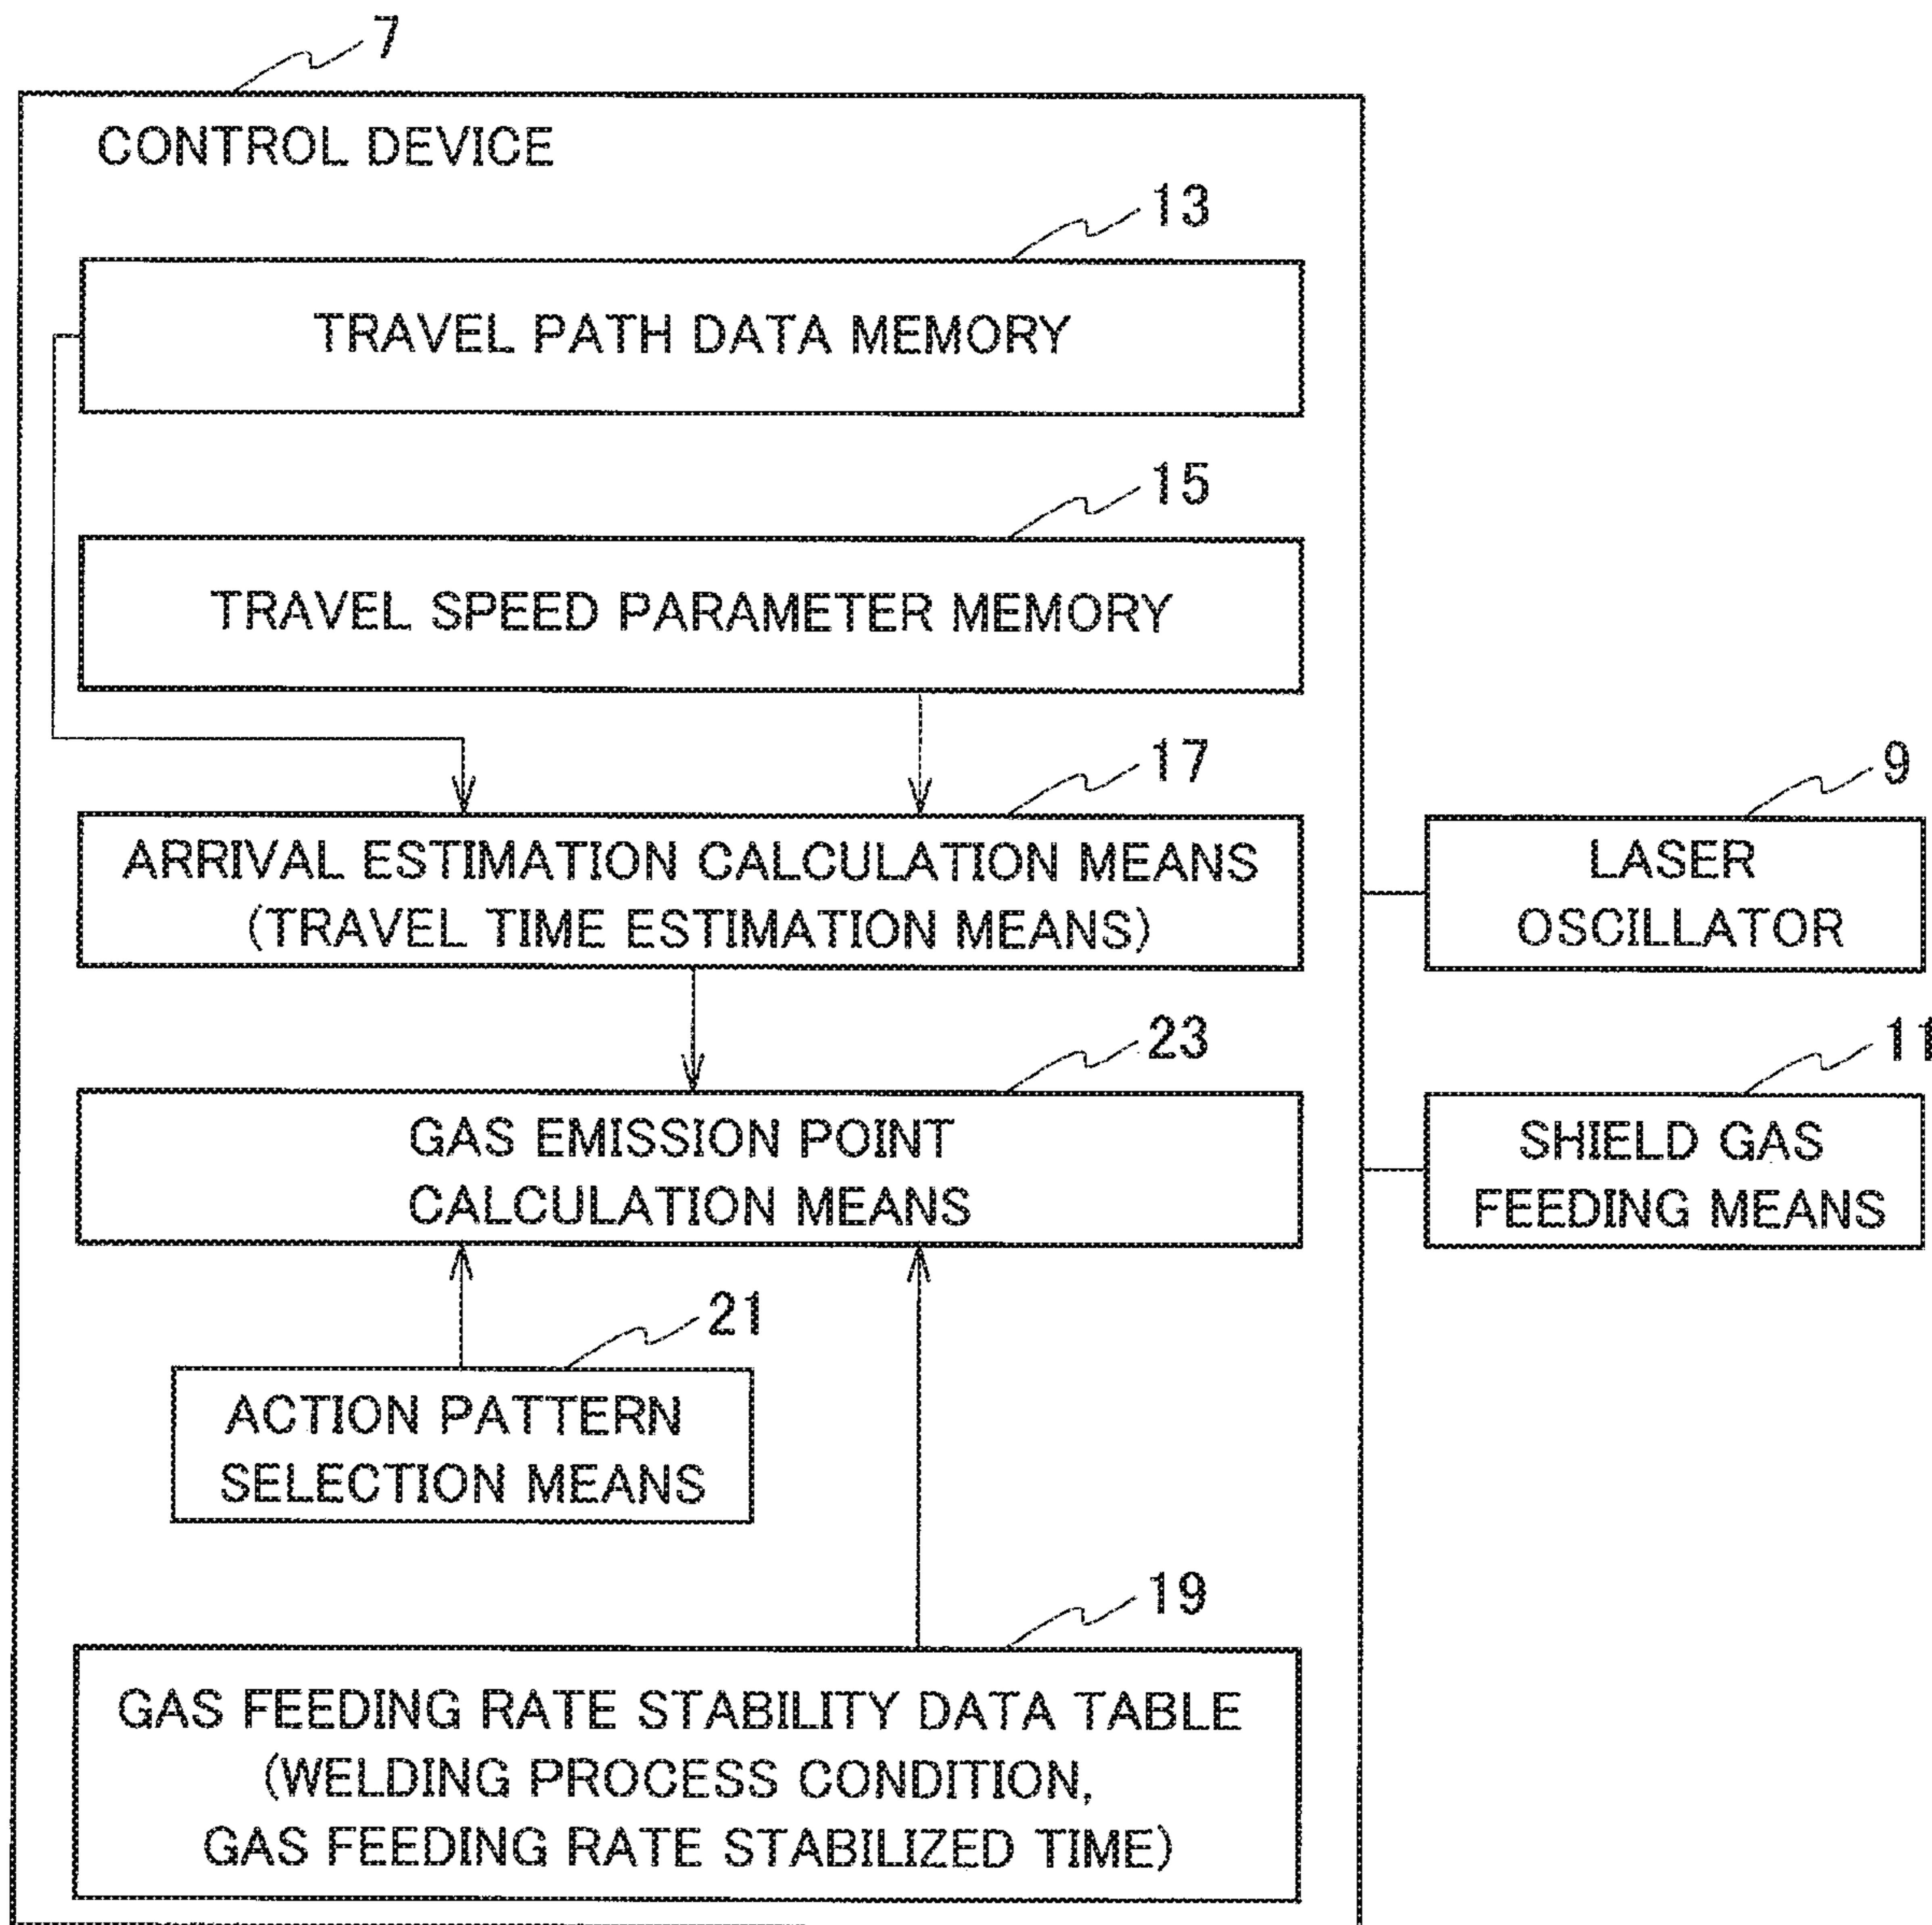 7
CONTROL DEVICE
13
TRAVEL PATH DATA MEMORY
15
TRAVEL SPEED PARAMETER MEMORY
17
ARRIVAL ESTIMATION CALCULATION MEANS
(TRAVEL TIME ESTIMATION MEANS)
9
LASER
OSCILLATOR
23
GAS EMISSION POINT
CALCULATION MEANS
11
SHIELD GAS
FEEDING MEANS
21
ACTION PATTERN
SELECTION MEANS
19
GAS FEEDING RATE STABILITY DATA TABLE
(WELDING PROCESS CONDITION,
GAS FEEDING RATE STABILIZED TIME)